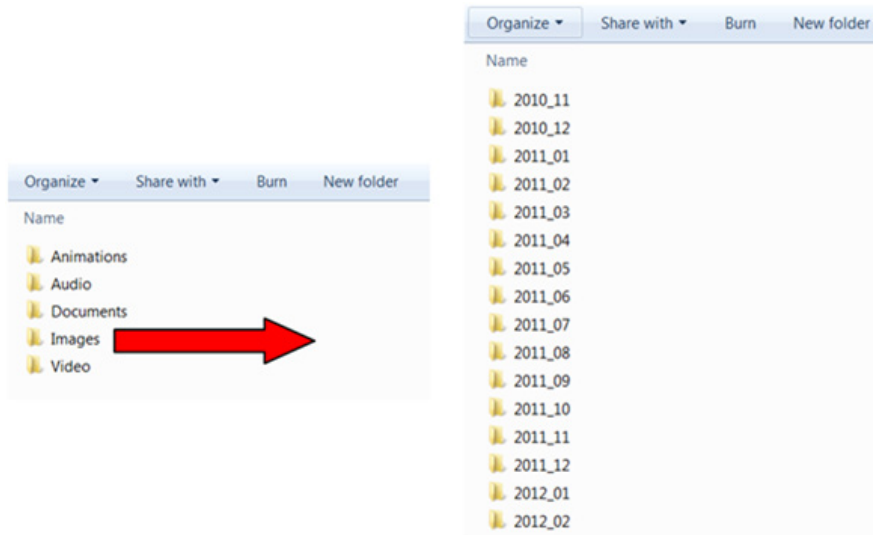 Organize Share with Burn New folder
Name
Animations
Audio
Documents
Images
Video
Organize Share with Burn New folder
Name
2010_11
2010_12
2011_01
2011_02
2011_03
2011_04
2011_05
2011_06
2011_07
2011_08
2011_09
2011_10
2011_11
2011_12
2012_01
2012_02